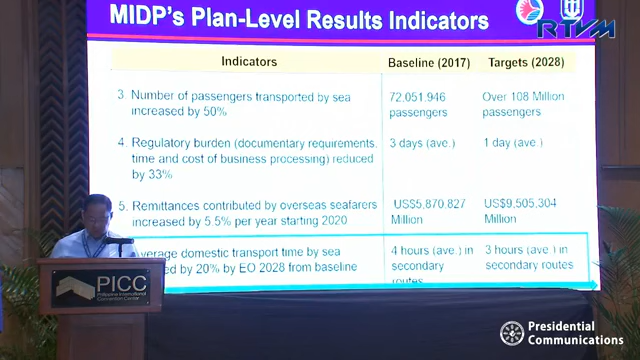 MIDP's Plan-Level Results Indicators
RTVM
Indicators Baseline (2017) Targets (2028)
3. Number of passengers transported by sea increased by 50% 72,051,946 passengers Over 108 Million passengers
4. Regulatory burden (documentary requirements, time and cost of business processing) reduced by 33% 3 days (ave.) 1 day (ave.)
5. Remittances contributed by overseas seafarers increased by 5.5% per year starting 2020 US$5,870.827 Million US$9,505.304 Million
verage domestic transport time by sea ed by 20% by EO 2028 from baseline 4 hours (ave.) in secondary routes 3 hours (ave.) in secondary routes
PICC
Philippine International
Convention Center
Presidential
Communications